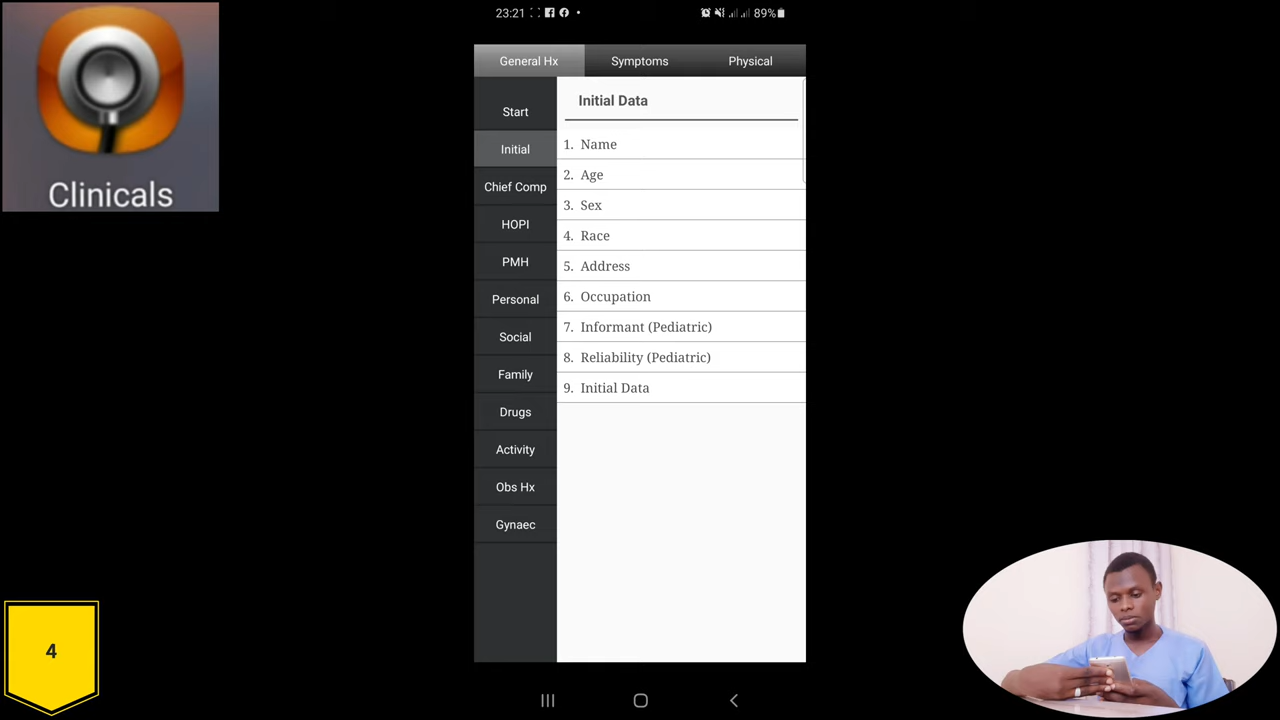 Clinicals
23:21
89%
General Hx
Symptoms
Physical
Start
Initial
Chief Comp
HOPI
PMH
Personal
Social
Family
Drugs
Activity
Obs Hx
Gynaec
Initial Data
1. Name
2. Age
3. Sex
4. Race
5. Address
6. Occupation
7. Informant (Pediatric)
8. Reliability (Pediatric)
9. Initial Data
4